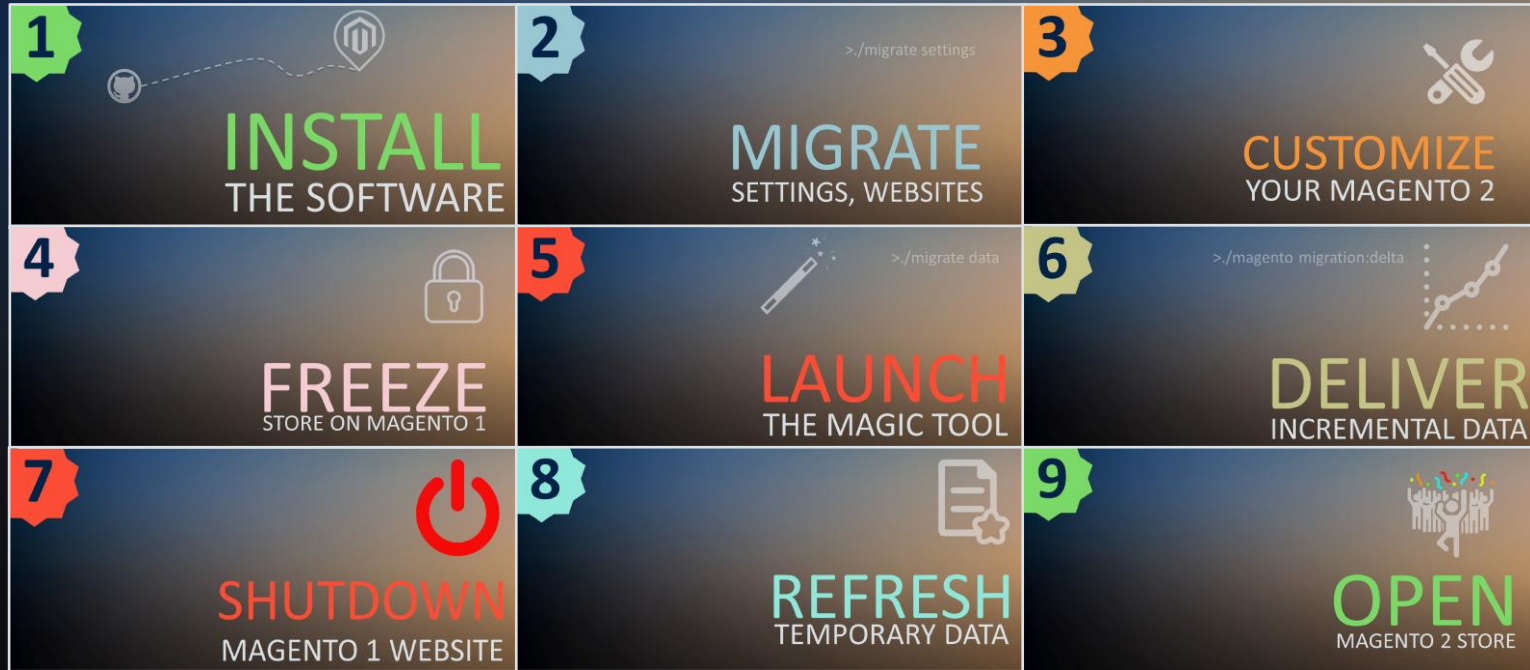 1
INSTALL
THE SOFTWARE
2
>./migrate settings
MIGRATE
SETTINGS, WEBSITES
3
CUSTOMIZE
YOUR MAGENTO 2
4
FREEZE
STORE ON MAGENTO 1
5
>./migrate data
LAUNCH
THE MAGIC TOOL
6
>./magento migration:delta
DELIVER
INCREMENTAL DATA
7
SHUTDOWN
MAGENTO 1 WEBSITE
8
REFRESH
TEMPORARY DATA
9
OPEN
MAGENTO 2 STORE